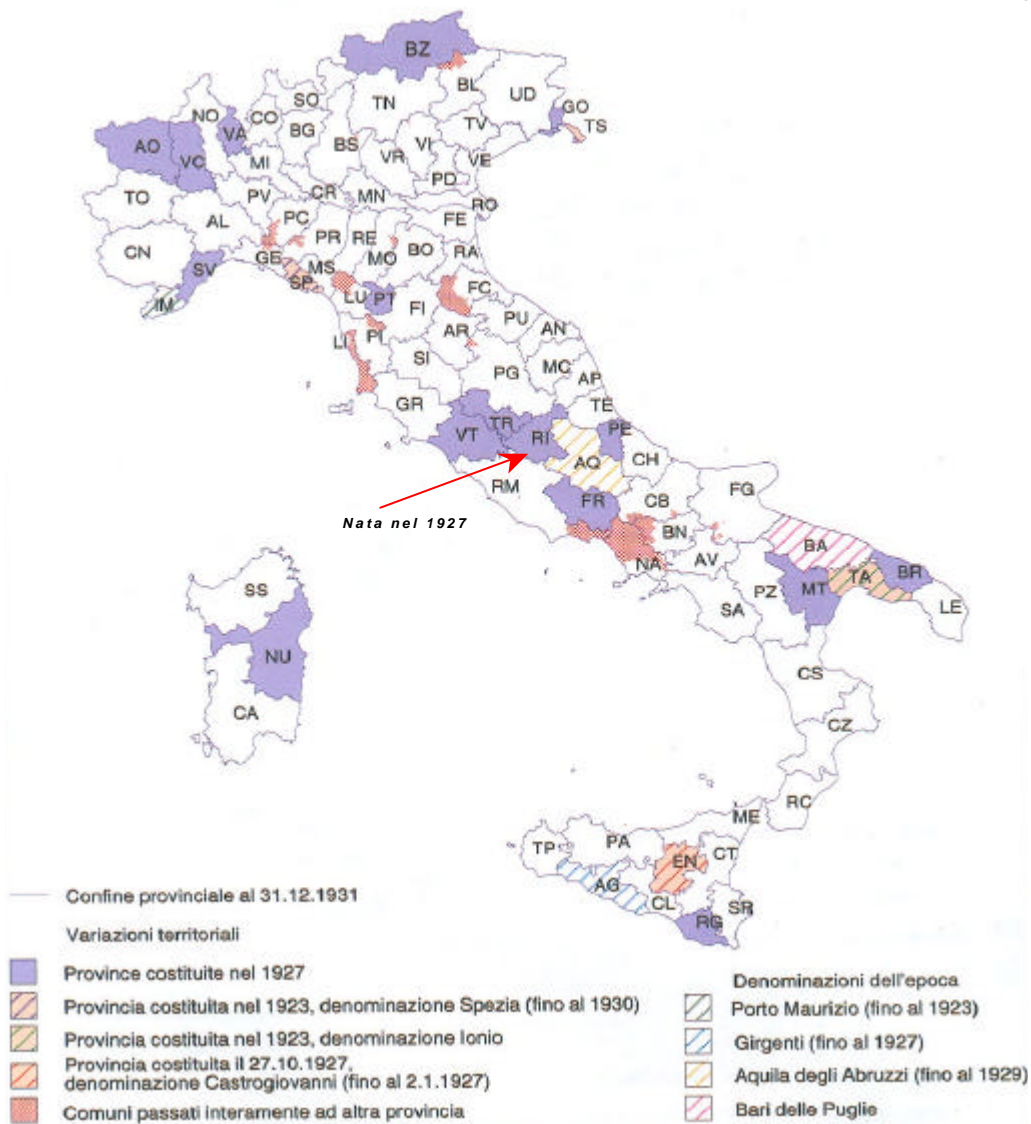 BZ
SO
BL
UD
NO
CO
TN
GO
VA
BG
TV
TS
AO
BS
VI
VC
MI
VR
VE
PD
TO
PV
CR
MN
RO
AL
PC
FE
CN
PR
RE
BO
RA
GE
MO
SV
MS
SP
FC
IM
LU
PT
FI
PU
AN
LI
PI
AR
SI
MC
PG
AP
GR
TE
TR
VT
RI
PE
AQ
CH
RM
FG
FR
CB
Nata nel 1927
BN
BA
NA
AV
TA
BR
SS
PZ
MT
SA
LE
NU
CS
CA
CZ
RC
ME
TP
PA
EN
CT
AG
CL
SR
RG
Confine provinciale al 31.12.1931
Variazioni territoriali
Province costituite nel 1927
Provincia costituita nel 1923, denominazione Spezia (fino al 1930)
Provincia costituita nel 1923, denominazione Ionio
Provincia costituita il 27.10.1927,
denominazione Castrogiovanni (fino al 2.1.1927)
Comuni passati interamente ad altra provincia
Denominazioni dell'epoca
Porto Maurizio (fino al 1923)
Girgenti (fino al 1927)
Aquila degli Abruzzi (fino al 1929)
Bari delle Puglie